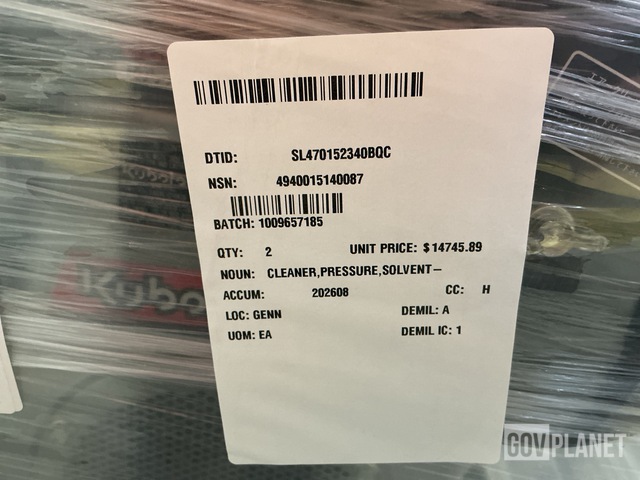 DTID: SL470152340BQC
NSN: 4940015140087
BATCH: 1009657185
QTY: 2 UNIT PRICE: $14745.89
NOUN: CLEANER,PRESSURE,SOLVENT–
ACCUM: 202608 CC: H
LOC: GENN DEMIL: A
UOM: EA DEMIL IC: 1
Kubo
GOVPLANET